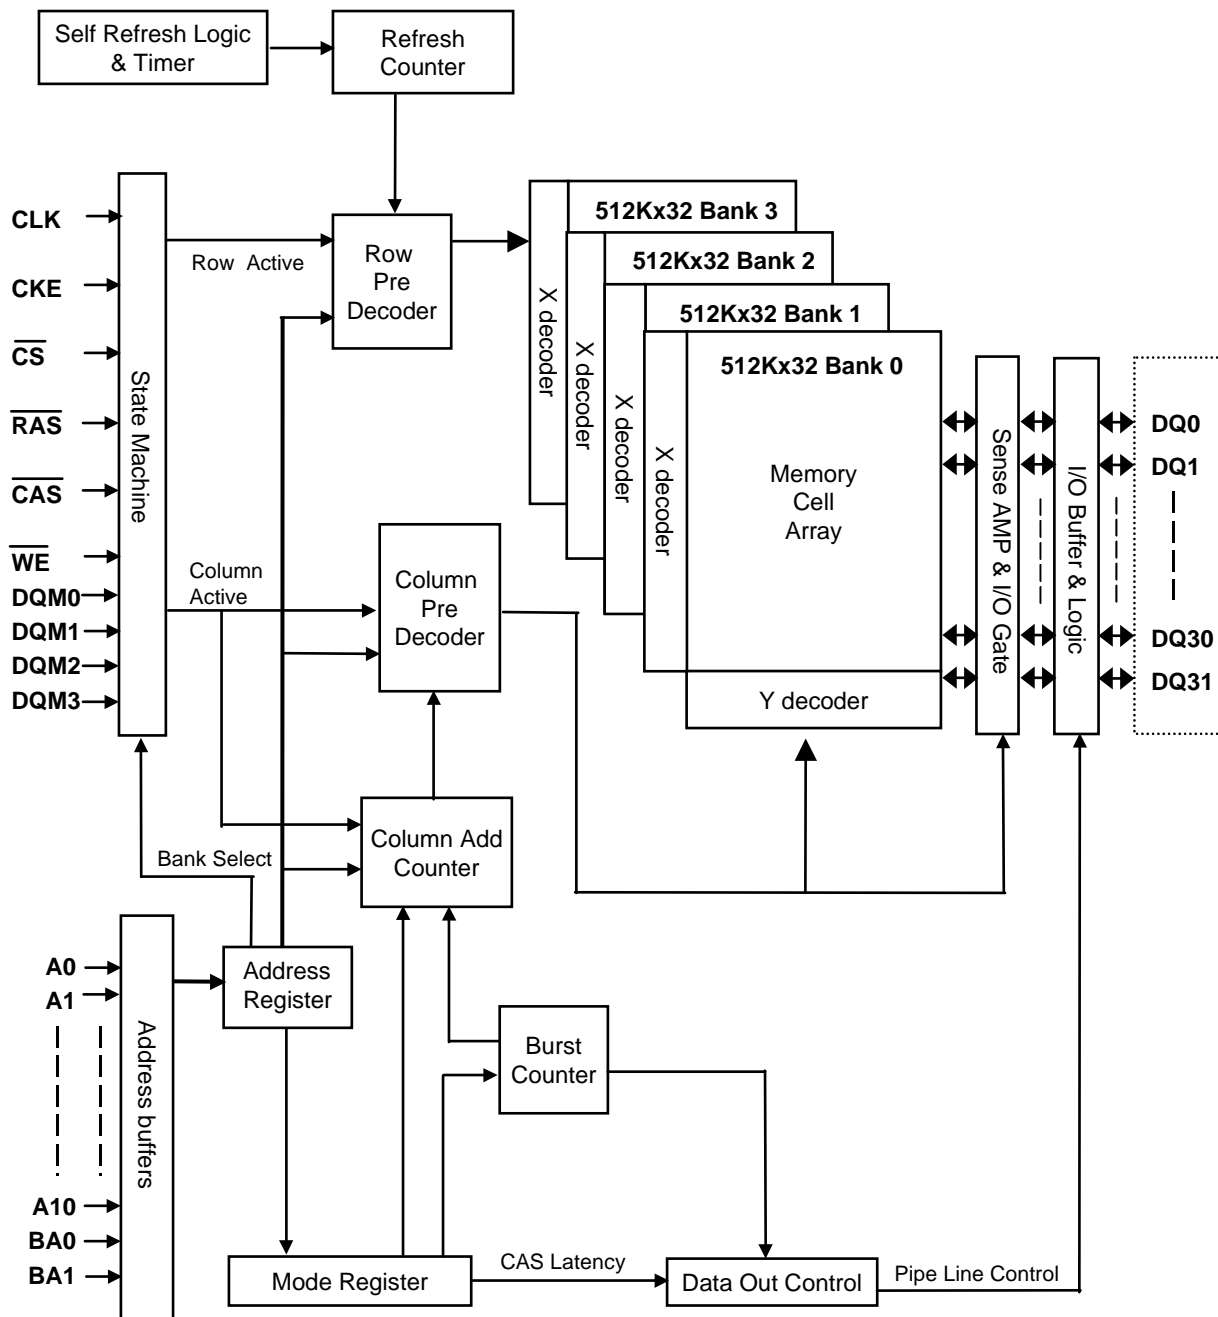 Self Refresh Logic
& Timer
Refresh
Counter
CLK
CKE
CS
RAS
CAS
WE
DQM0
DQM1
DQM2
DQM3
State Machine
Row Active
Row
Pre
Decoder
Column
Active
Column
Pre
Decoder
X decoder
512Kx32 Bank 3
X decoder
512Kx32 Bank 2
X decoder
512Kx32 Bank 1
X decoder
512Kx32 Bank 0
Memory
Cell
Array
Y decoder
Sense AMP & I/O Gate
I/O Buffer & Logic
DQ0
DQ1
DQ30
DQ31
Bank Select
Column Add
Counter
A0
A1
A10
BA0
BA1
Address buffers
Address
Register
Burst
Counter
Mode Register
CAS Latency
Data Out Control
Pipe Line Control